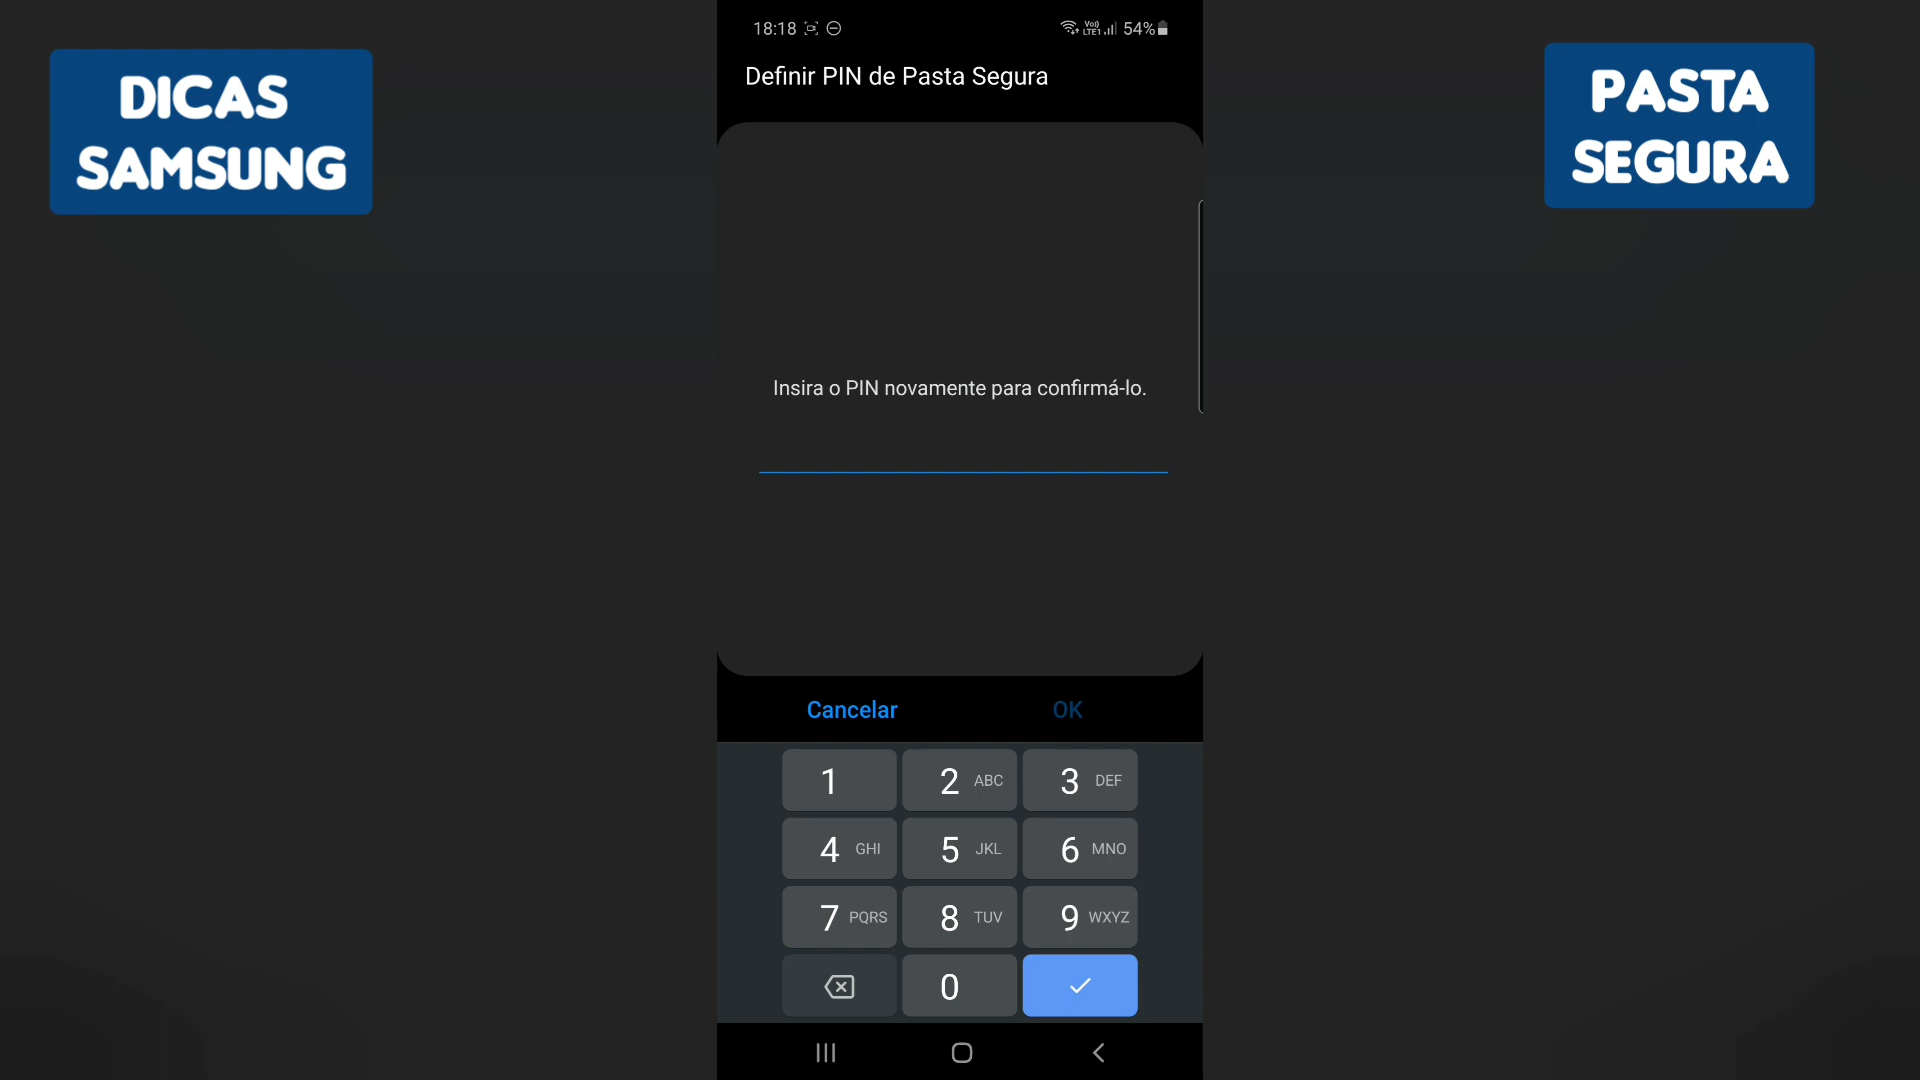 DICAS
SAMSUNG
PASTA
SEGURA
18:18
Vo))
LTE1
54%
Definir PIN de Pasta Segura
Insira o PIN novamente para confirmá-lo.
Cancelar
OK
1
2 ABC
3 DEF
4 GHI
5 JKL
6 MNO
7 PQRS
8 TUV
9 WXYZ
0